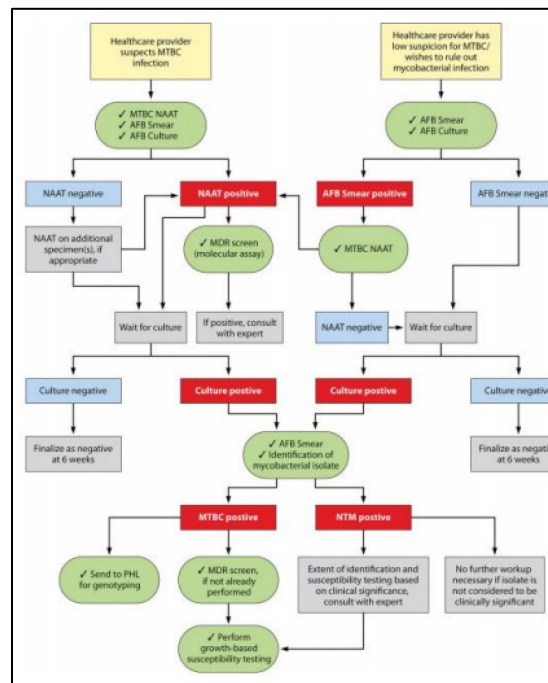 Healthcare provider
suspects MTBC
infection
Healthcare provider has
low suspicion for MTBC/
wishes to rule out
mycobacterial infection
✓ MTBC NAAT
✓ AFB Smear
✓ AFB Culture
✓ AFB Smear
✓ AFB Culture
NAAT negative
NAAT positive
AFB Smear positive
AFB Smear negative
NAAT on additional
specimen(s), if
appropriate
✓ MDR screen
(molecular assay)
✓ MTBC NAAT
Wait for culture
If positive, consult
with expert
NAAT negative
Wait for culture
Culture negative
Culture postive
Culture postive
Culture negative
Finalize as negative
at 6 weeks
✓ AFB Smear
✓ Identification of
mycobacterial isolate
Finalize as negative
at 6 weeks
MTBC postive
NTM postive
✓ Send to PHL
for genotyping
✓ MDR screen,
if not already
performed
Extent of identification and
susceptibility testing based
on clinical significance,
consult with expert
No further workup
necessary if isolate is
not considered to be
clinically significant
✓ Perform
growth-based
susceptibility testing